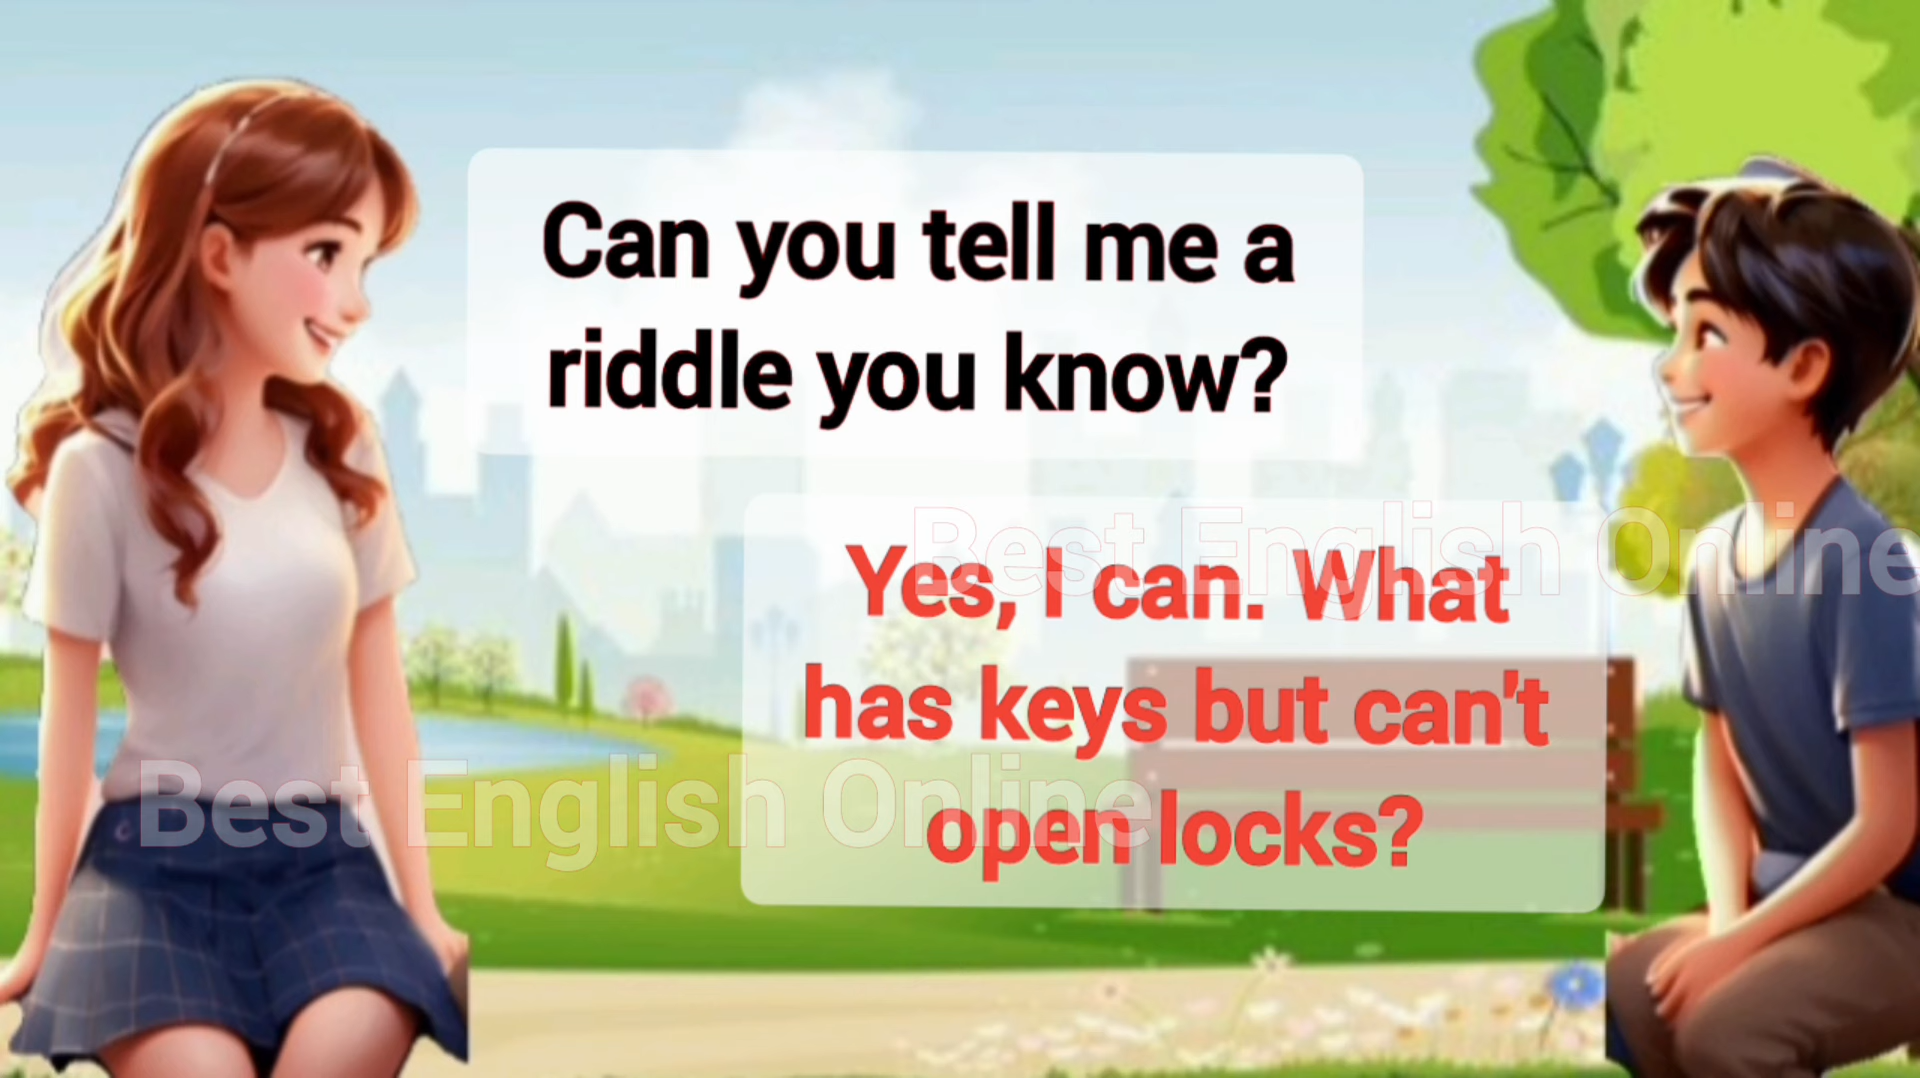 Can you tell me a
riddle you know?
Best English Online
Yes, I can. What
has keys but can't
open locks?
Best English Online